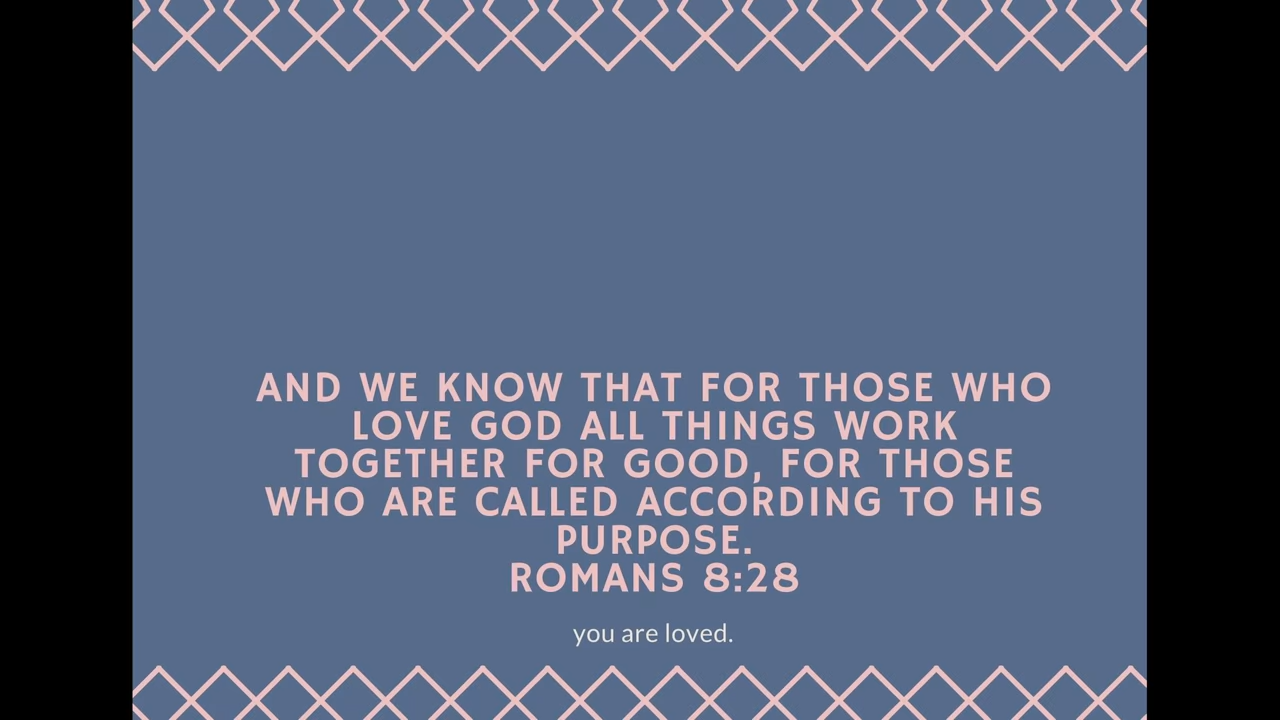 AND WE KNOW THAT FOR THOSE WHO
LOVE GOD ALL THINGS WORK
TOGETHER FOR GOOD, FOR THOSE
WHO ARE CALLED ACCORDING TO HIS
PURPOSE.
ROMANS 8:28
you are loved.